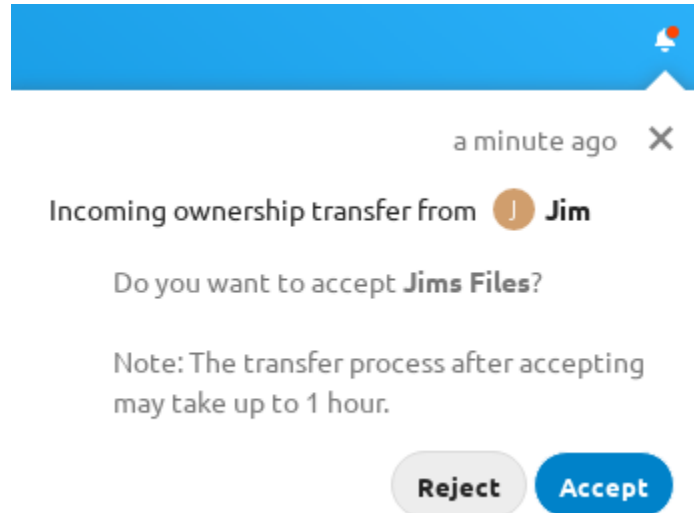 a minute ago
Incoming ownership transfer from J Jim
Do you want to accept Jims Files?
Note: The transfer process after accepting
may take up to 1 hour.
Reject Accept